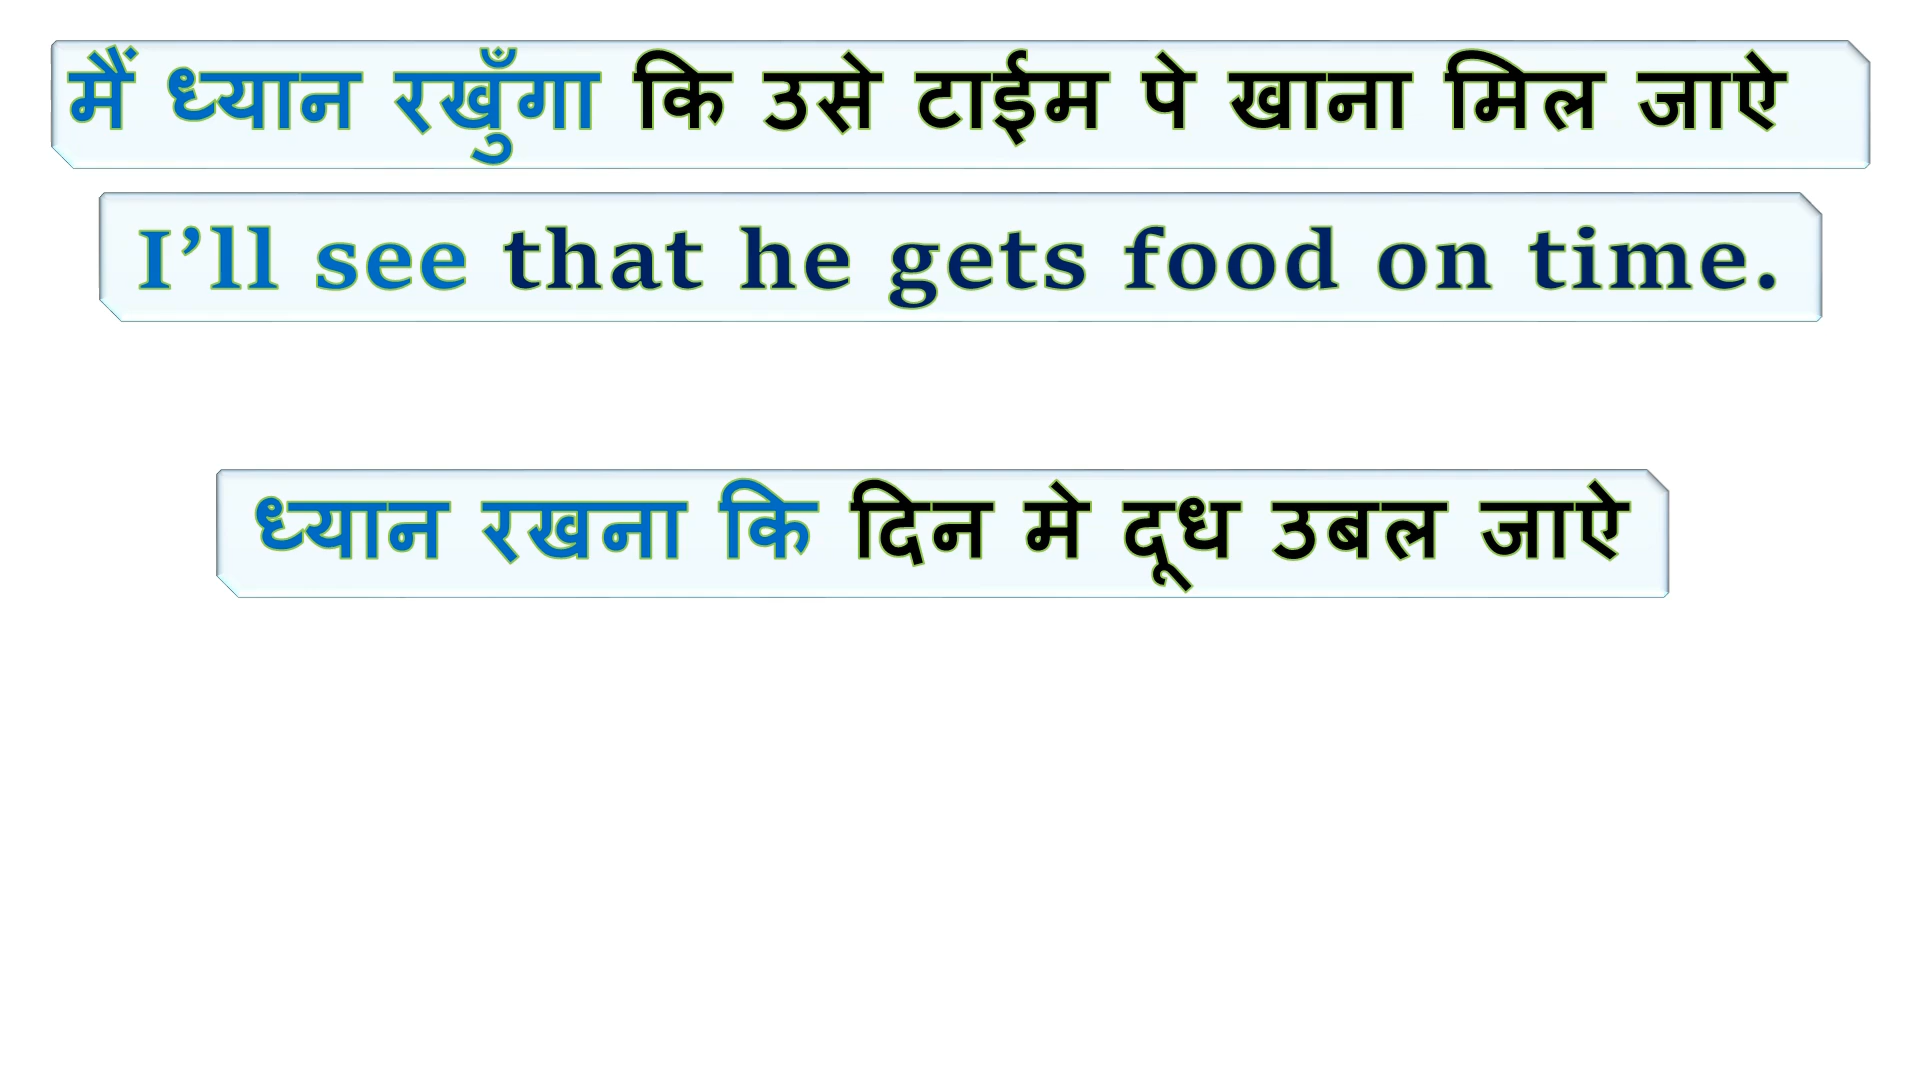 मैं ध्यान रखुँगा कि उसे टाईम पे खाना मिल जाऐ
I’ll see that he gets food on time.
ध्यान रखना कि दिन मे दूध उबल जाऐ